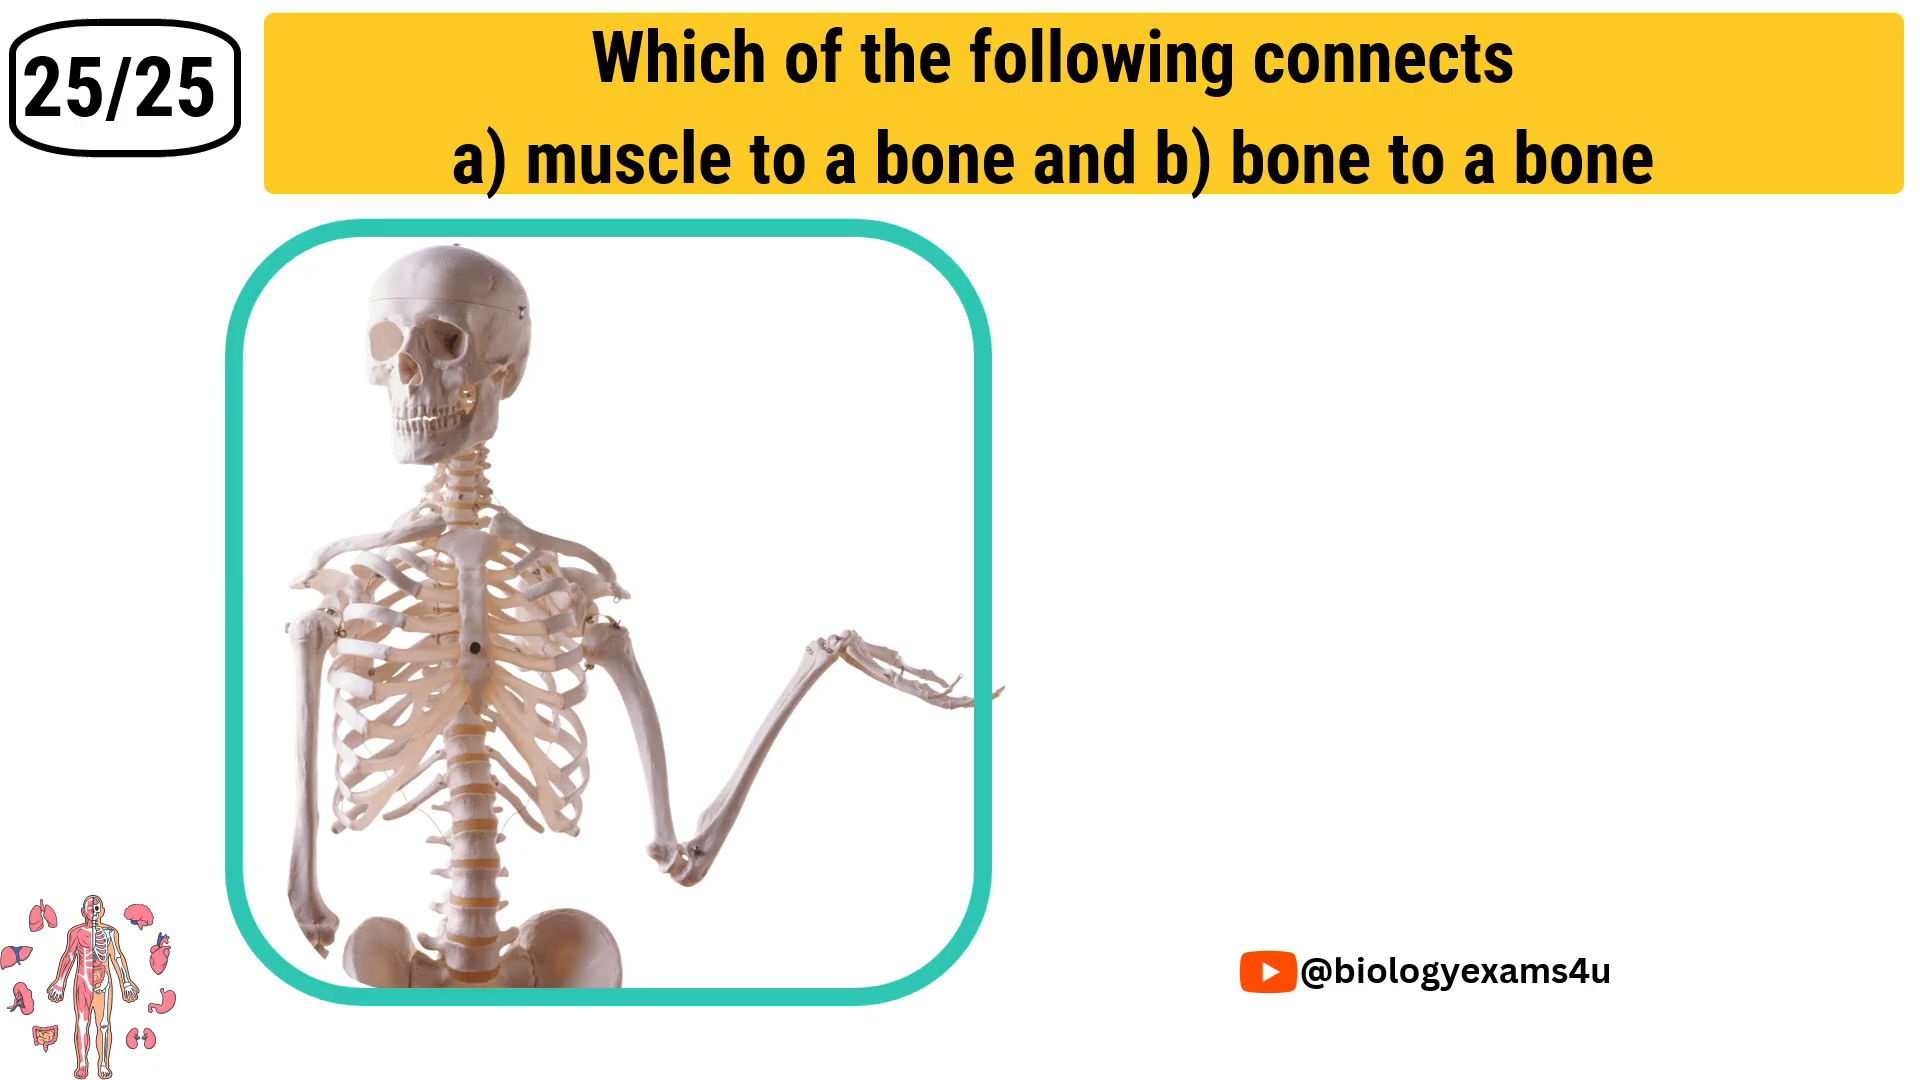 25/25
Which of the following connects
a) muscle to a bone and b) bone to a bone
@biologyexams4u